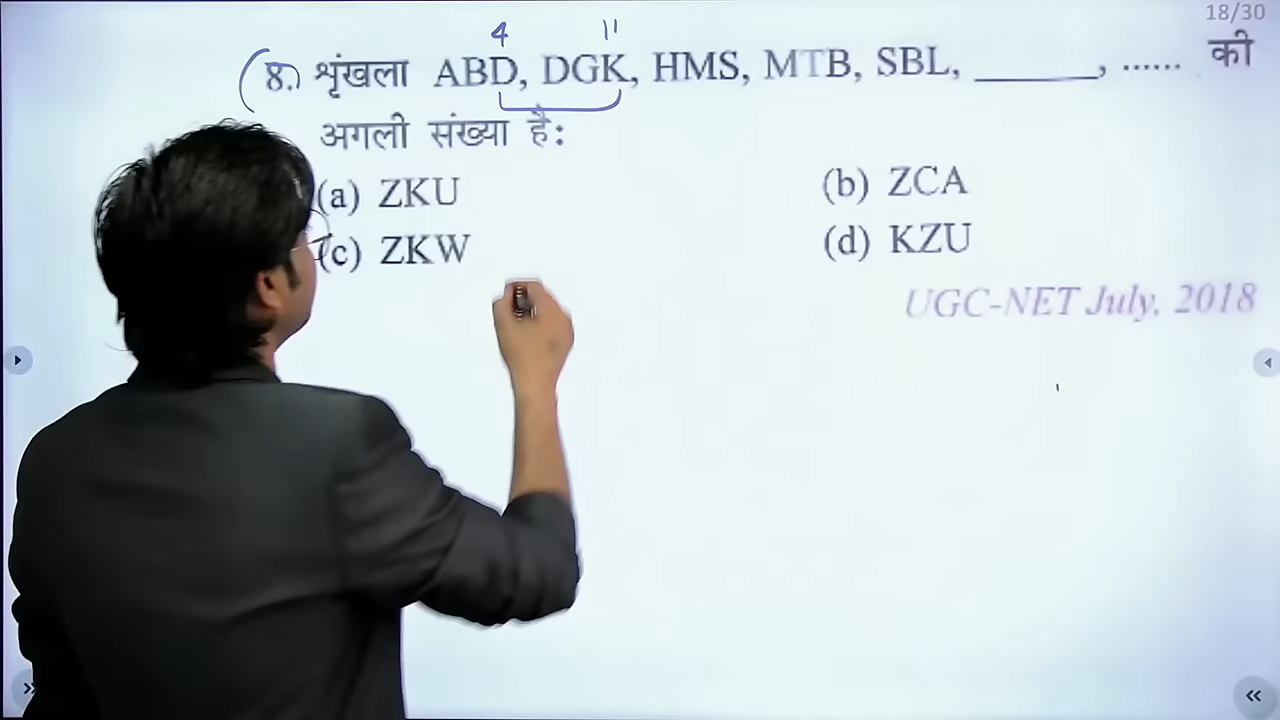 18/30
4 11
8. शृंखला ABD, DGK, HMS, MTB, SBL, ______, ...... की
अगली संख्या है:
(a) ZKU (b) ZCA
(c) ZKW (d) KZU
UGC-NET July, 2018